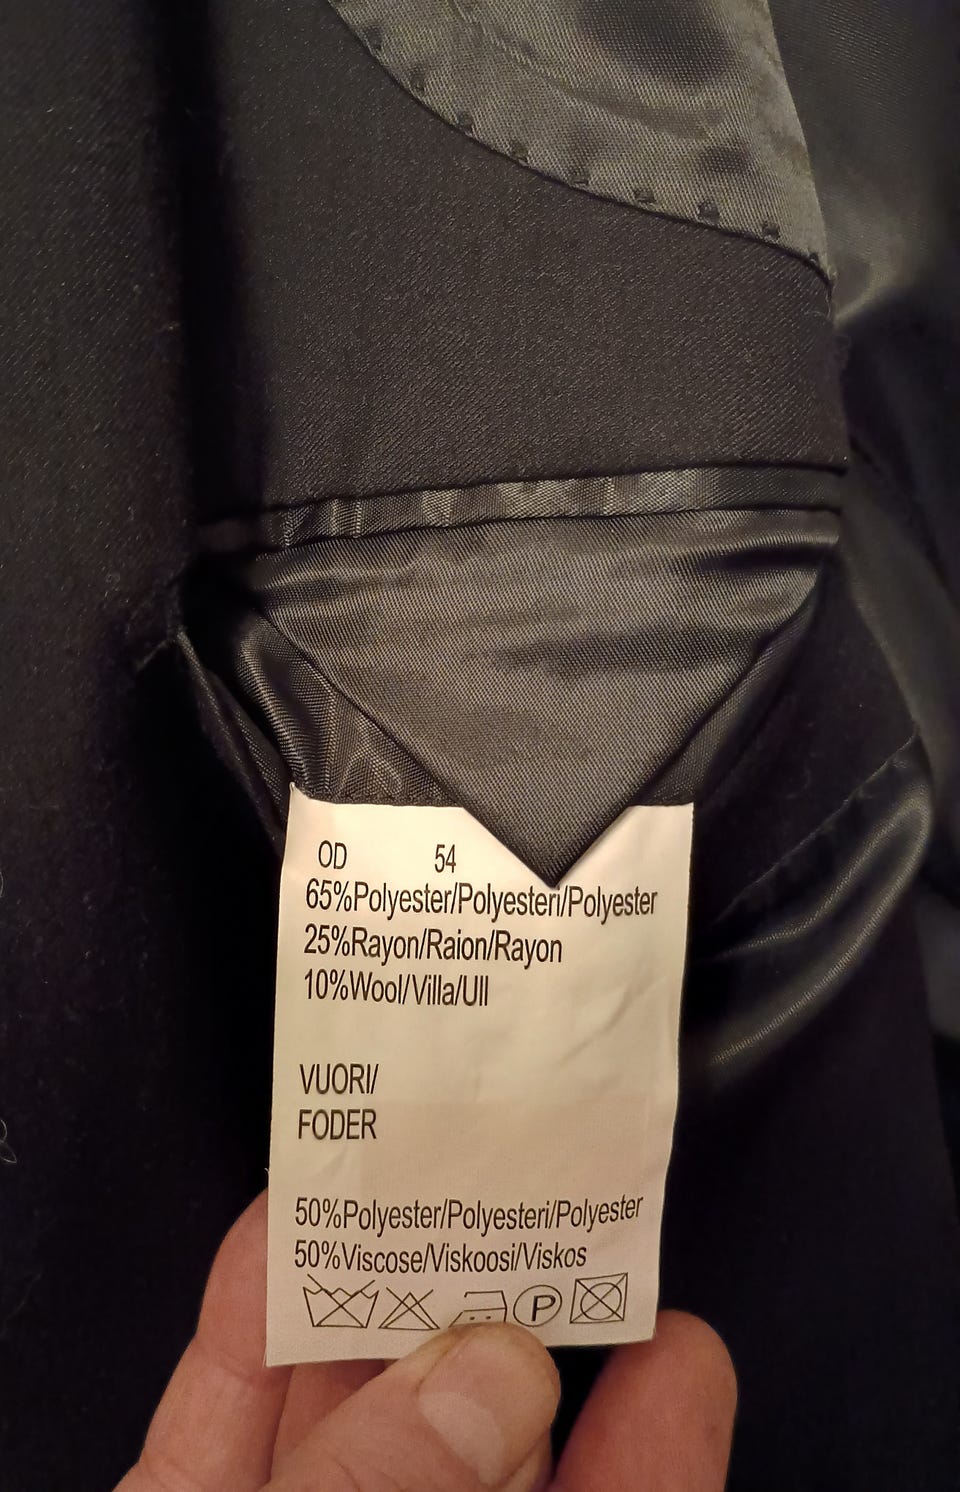 OD 54
65%Polyester/Polyesteri/Polyester
25%Rayon/Raion/Rayon
10%Wool/Villa/Ull
VUORI/
FODER
50%Polyester/Polyesteri/Polyester
50%Viscose/Viskoosi/Viskos
P